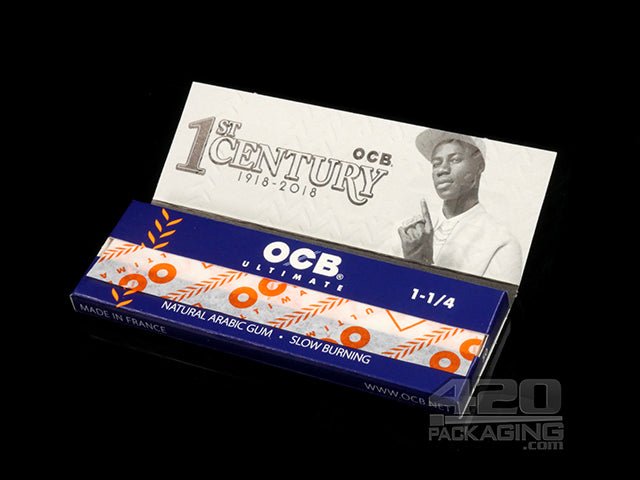 1ST
CENTURY
OCB
1918-2018
OCB®
ULTIMATE
1-1/4
NATURAL ARABIC GUM • SLOW BURNING
MADE IN FRANCE
WWW.OCB.NET
420
PACKAGING
.com